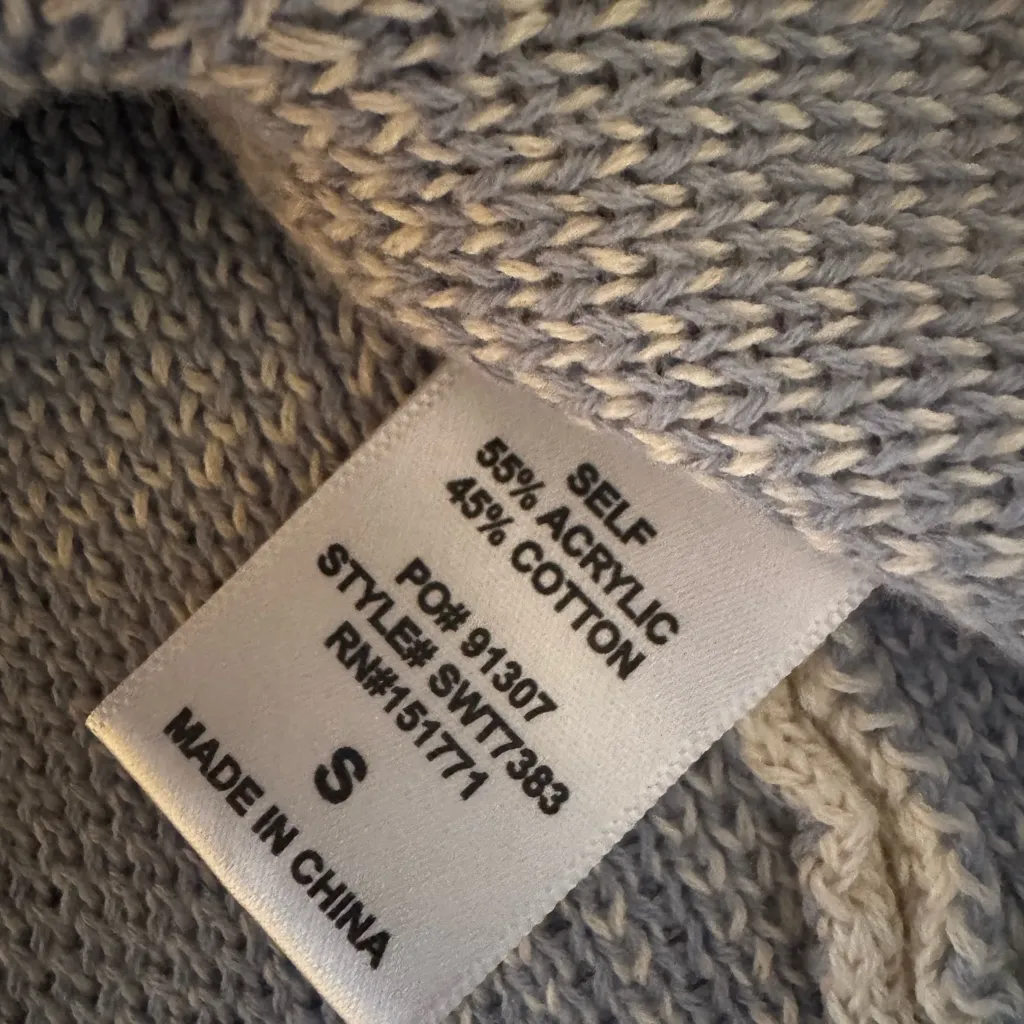 SELF
55% ACRYLIC
45% COTTON
PO# 91307
STYLE# SWT7383
RN#151771
S
MADE IN CHINA